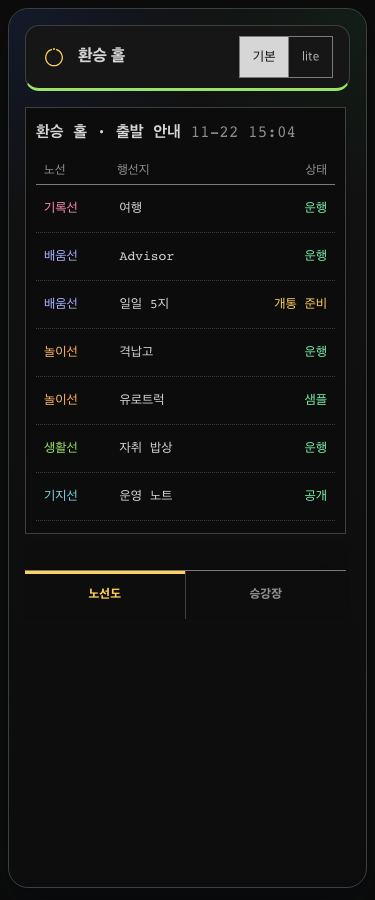 환승 홀
기본 lite
환승 홀 · 출발 안내 11-22 15:04
노선 행선지 상태
기록선 여행 운행
배움선 Advisor 운행
배움선 일일 5지 개통 준비
놀이선 격납고 운행
놀이선 유로트럭 샘플
생활선 자취 밥상 운행
기지선 운영 노트 공개
노선도 승강장